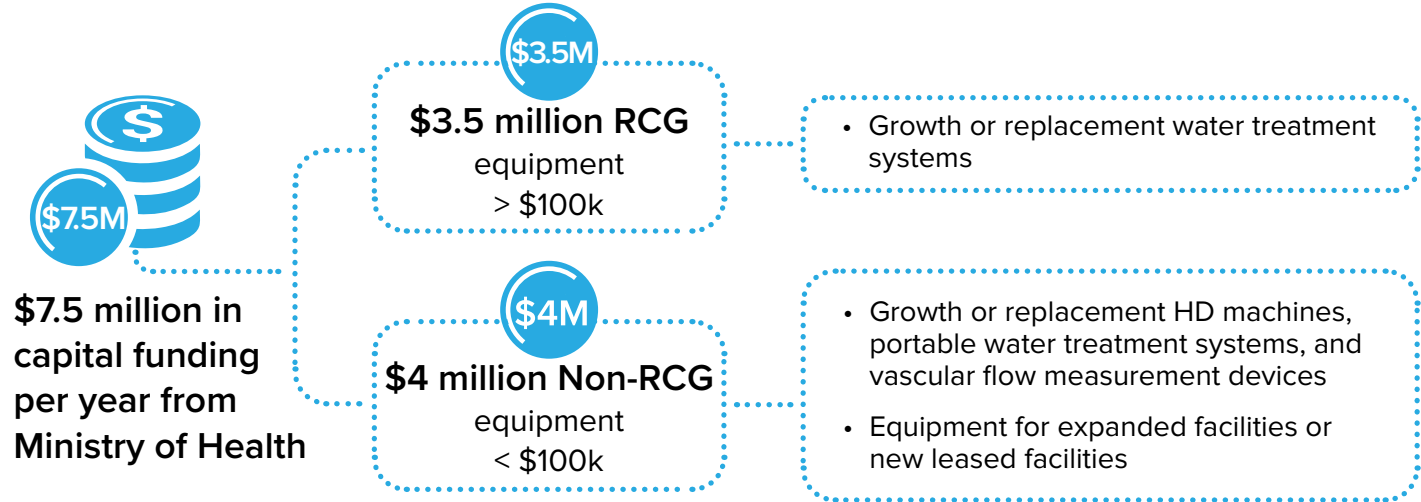 $
$7.5M
$7.5 million in
capital funding
per year from
Ministry of Health
$3.5M
$3.5 million RCG
equipment
> $100k
• Growth or replacement water treatment
systems
$4M
$4 million Non-RCG
equipment
< $100k
• Growth or replacement HD machines,
portable water treatment systems, and
vascular flow measurement devices
• Equipment for expanded facilities or
new leased facilities